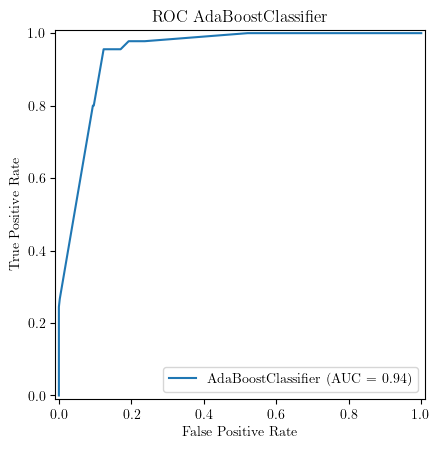 ROC AdaBoostClassifier
1.0
0.8
0.6
0.4
0.2
0.0
True Positive Rate
AdaBoostClassifier (AUC = 0.94)
0.0 0.2 0.4 0.6 0.8 1.0
False Positive Rate